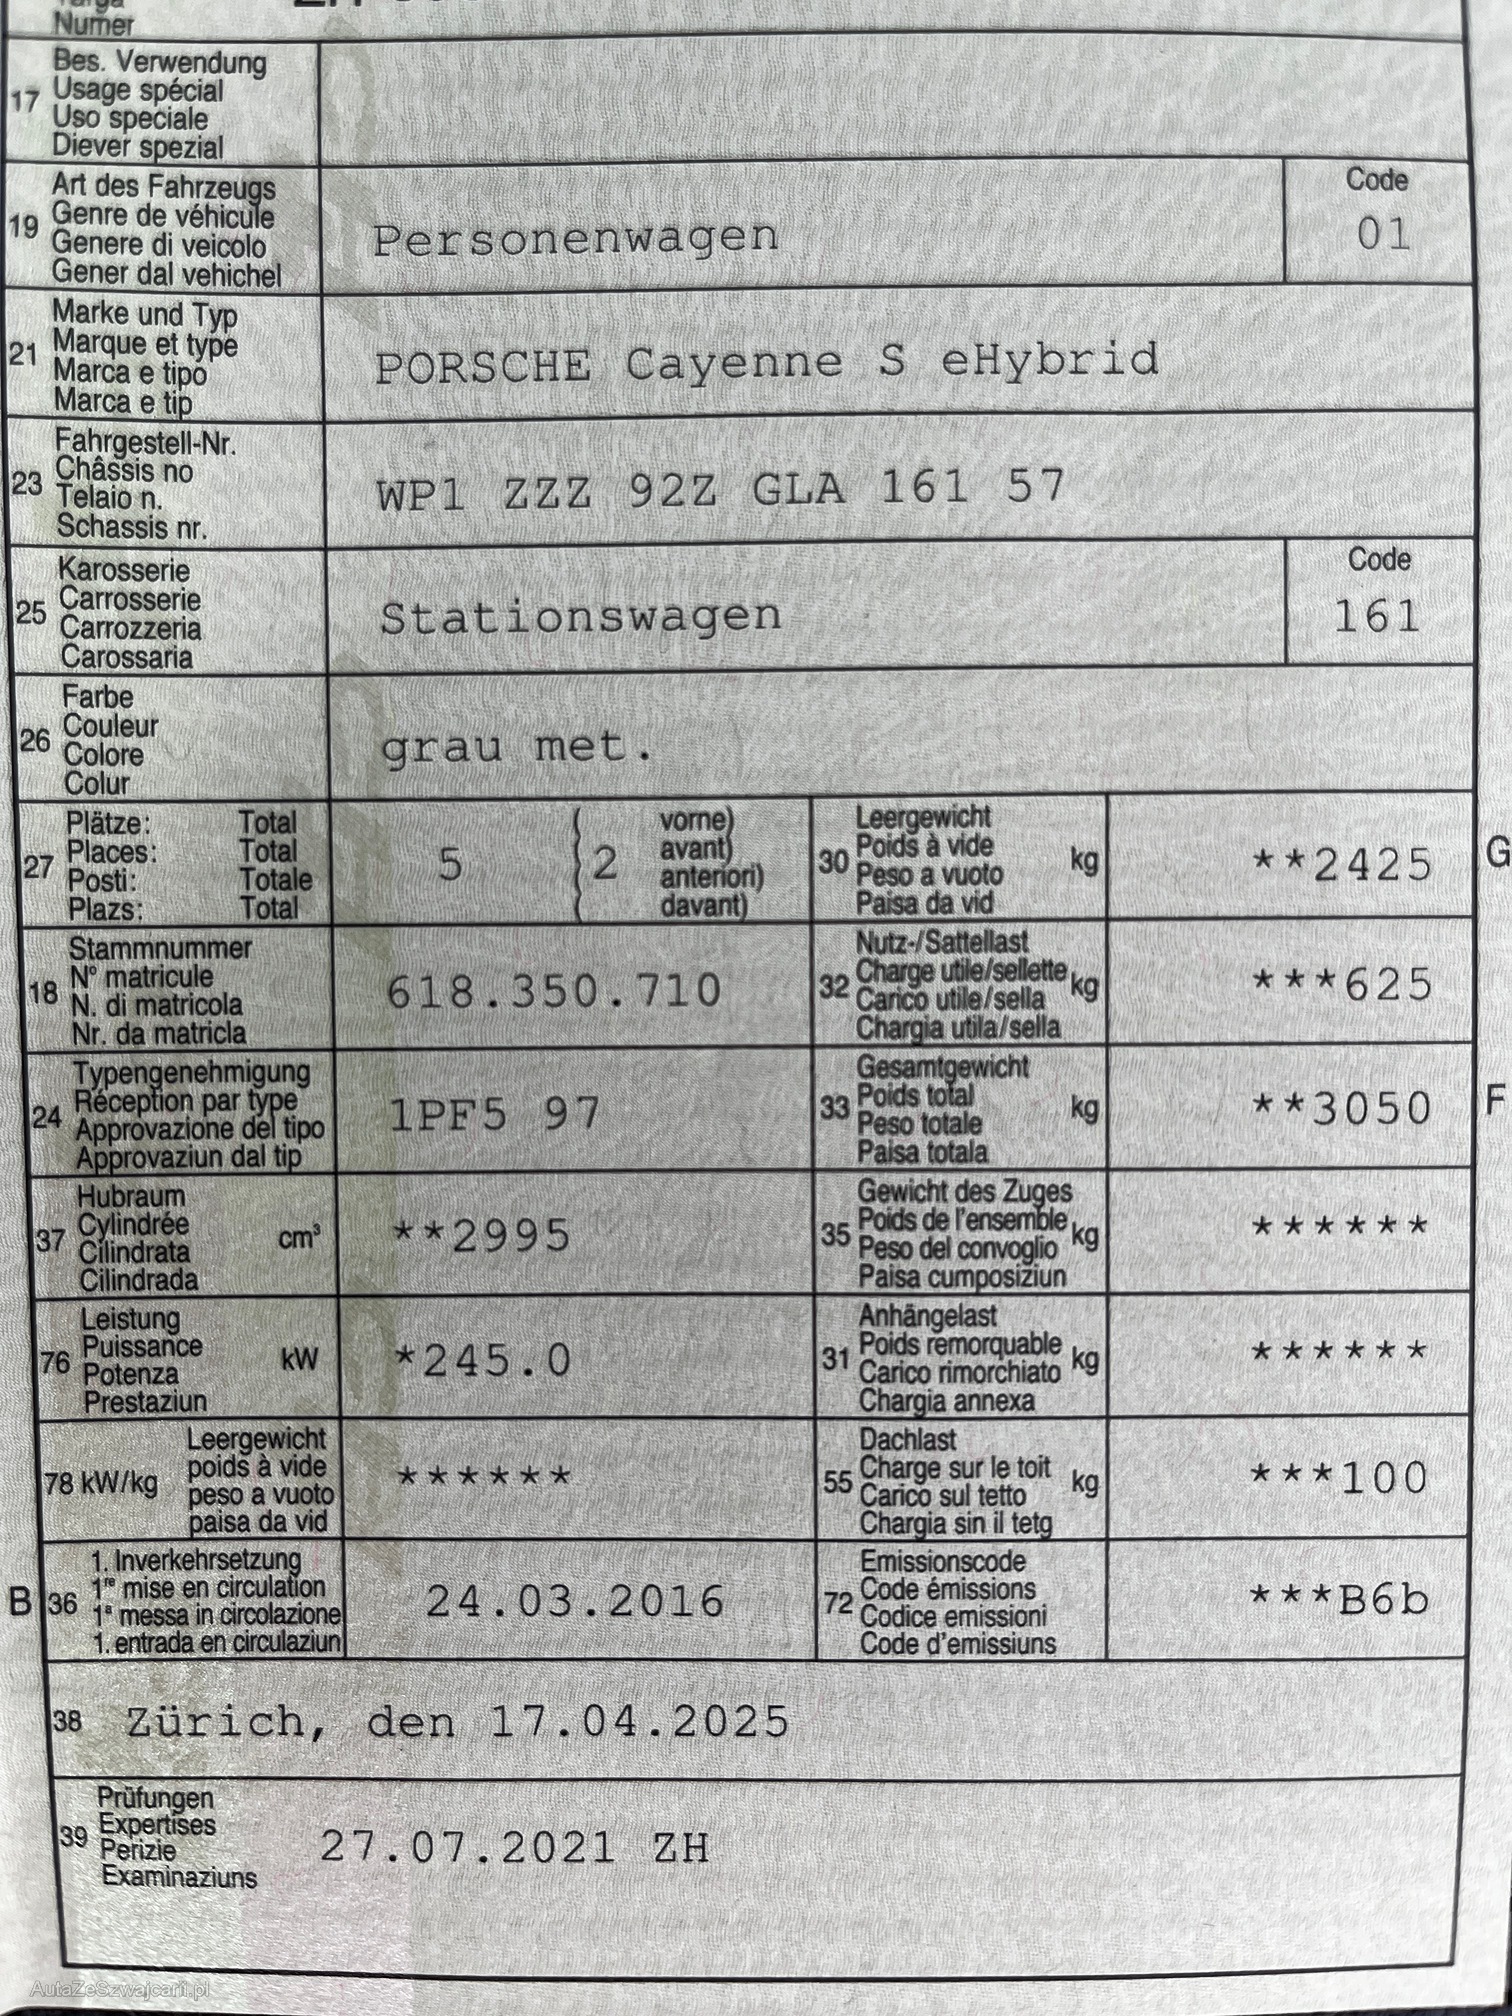 Numer
17
Bes. Verwendung
Usage spécial
Uso speciale
Diever spezial
19
Art des Fahrzeugs
Genre de véhicule
Genere di veicolo
Gener dal vehichel
Personenwagen
Code
01
21
Marke und Typ
Marque et type
Marca e tipo
Marca e tip
PORSCHE Cayenne S eHybrid
23
Fahrgestell-Nr.
Châssis no
Telaio n.
Schassis nr.
WP1 ZZZ 92Z GLA 161 57
25
Karosserie
Carrosserie
Carrozzeria
Carossaria
Stationswagen
Code
161
26
Farbe
Couleur
Colore
Colur
grau met.
27
Plätze: Total
Places: Total
Posti: Totale
Plazs: Total
5
( 2
vorne)
avant)
anteriori)
davant)
30
Leergewicht
Poids à vide
Peso a vuoto
Paisa da vid
kg
**2425
G
18
Stammnummer
N° matricule
N. di matricola
Nr. da matricla
618.350.710
32
Nutz-/Sattellast
Charge utile/sellette
Carico utile/sella
Chargia utila/sella
kg
***625
24
Typengenehmigung
Réception par type
Approvazione del tipo
Approvaziun dal tip
1PF5 97
33
Gesamtgewicht
Poids total
Peso totale
Paisa totala
kg
**3050
F
37
Hubraum
Cylindrée
Cilindrata
Cilindrada
cm³
**2995
35
Gewicht des Zuges
Poids de l'ensemble
Peso del convoglio
Paisa cumposiziun
kg
******
76
Leistung
Puissance
Potenza
Prestaziun
kW
*245.0
31
Anhängelast
Poids remorquable
Carico rimorchiato
Chargia annexa
kg
******
78 kW/kg
Leergewicht
poids à vide
peso a vuoto
paisa da vid
******
55
Dachlast
Charge sur le toit
Carico sul tetto
Chargia sin il tetg
kg
***100
B
36
1. Inverkehrsetzung
1re mise en circulation
1a messa in circolazione
1. entrada en circulaziun
24.03.2016
72
Emissionscode
Code émissions
Codice emissioni
Code d'emissiuns
***B6b
38
Zürich, den 17.04.2025
39
Prüfungen
Expertises
Perizie
Examinaziuns
27.07.2021 ZH
AutaZeSzwajcarii.pl